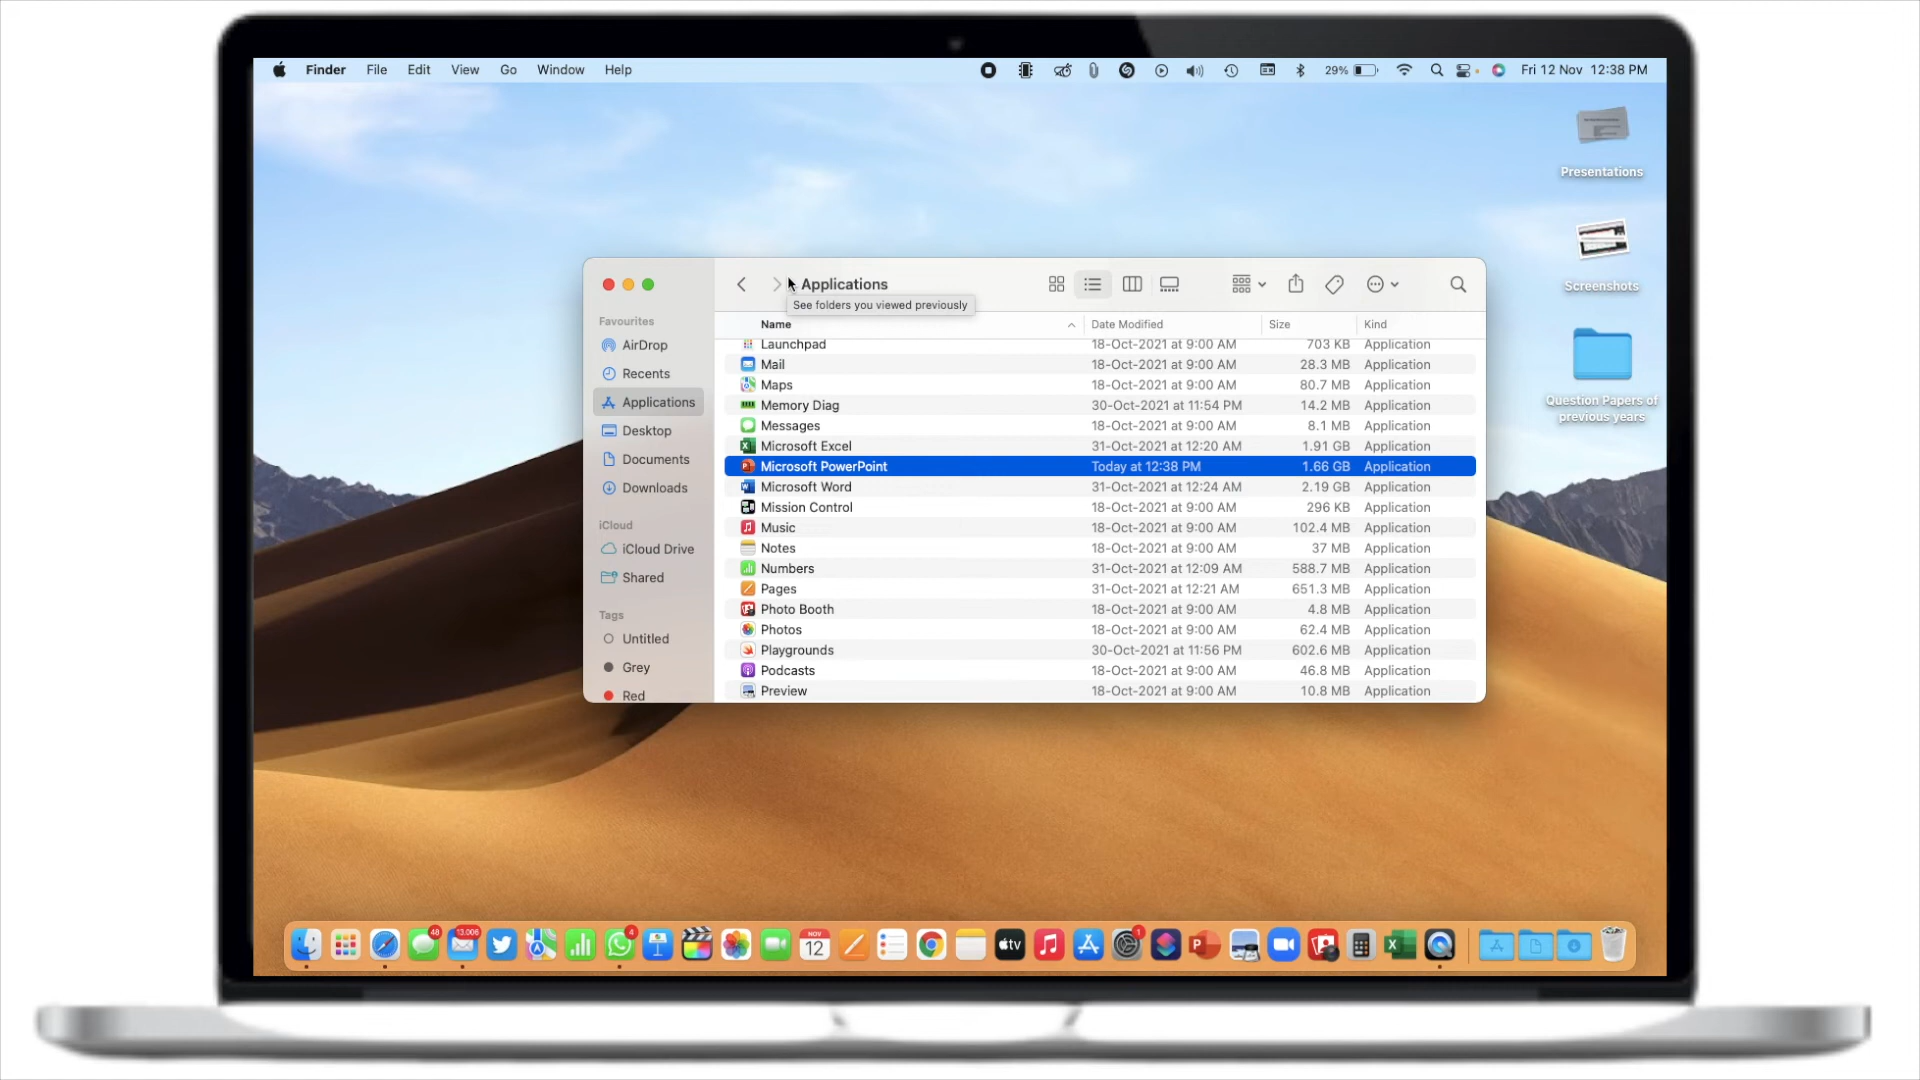 Finder File Edit View Go Window Help 29% Fri 12 Nov 12:38 PM
Presentations
Screenshots
Question Papers of
previous years
Applications
See folders you viewed previously
Favourites
AirDrop
Recents
Applications
Desktop
Documents
Downloads
iCloud
iCloud Drive
Shared
Tags
Untitled
Grey
Red
Name Date Modified Size Kind
Launchpad 18-Oct-2021 at 9:00 AM 703 KB Application
Mail 18-Oct-2021 at 9:00 AM 28.3 MB Application
Maps 18-Oct-2021 at 9:00 AM 80.7 MB Application
Memory Diag 30-Oct-2021 at 11:54 PM 14.2 MB Application
Messages 18-Oct-2021 at 9:00 AM 8.1 MB Application
Microsoft Excel 31-Oct-2021 at 12:20 AM 1.91 GB Application
Microsoft PowerPoint Today at 12:38 PM 1.66 GB Application
Microsoft Word 31-Oct-2021 at 12:24 AM 2.19 GB Application
Mission Control 18-Oct-2021 at 9:00 AM 296 KB Application
Music 18-Oct-2021 at 9:00 AM 102.4 MB Application
Notes 18-Oct-2021 at 9:00 AM 37 MB Application
Numbers 31-Oct-2021 at 12:09 AM 588.7 MB Application
Pages 31-Oct-2021 at 12:21 AM 651.3 MB Application
Photo Booth 18-Oct-2021 at 9:00 AM 4.8 MB Application
Photos 18-Oct-2021 at 9:00 AM 62.4 MB Application
Playgrounds 30-Oct-2021 at 11:56 PM 602.6 MB Application
Podcasts 18-Oct-2021 at 9:00 AM 46.8 MB Application
Preview 18-Oct-2021 at 9:00 AM 10.8 MB Application
48 13,006 4 NOV 12 tv 1 P X